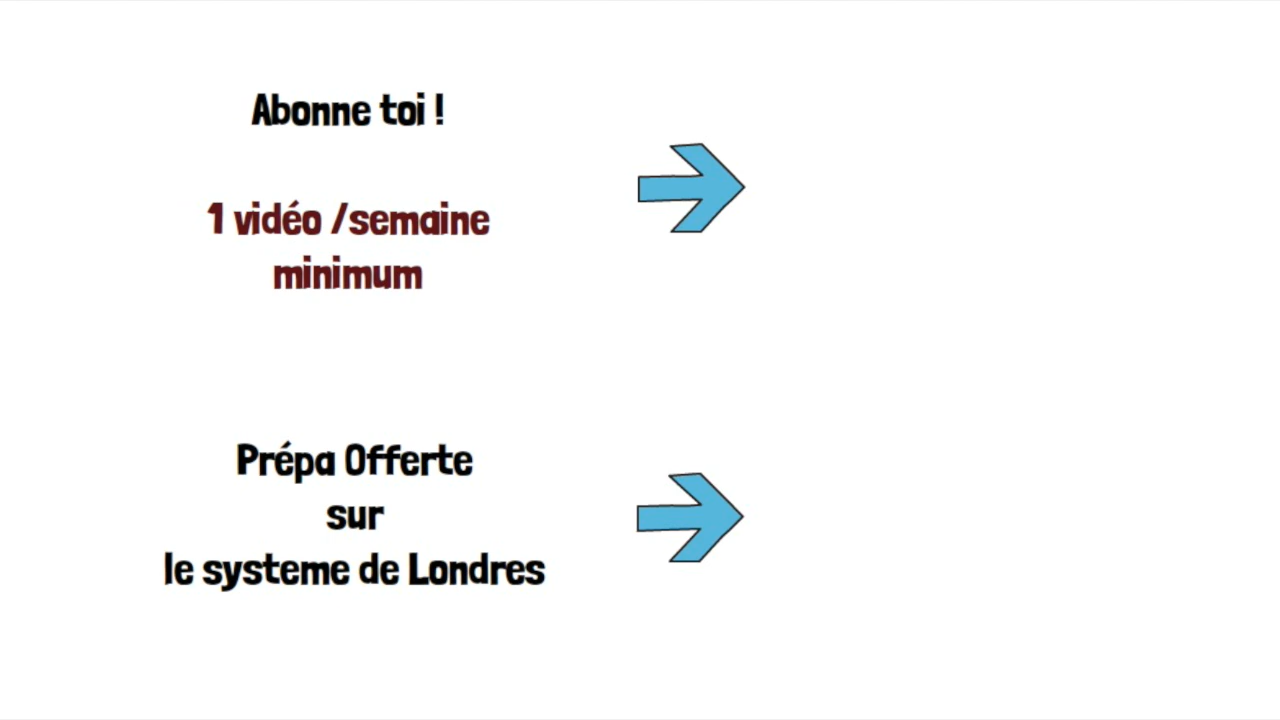 Abonne toi !
1 vidéo /semaine
minimum
Prépa Offerte
sur
le systeme de Londres